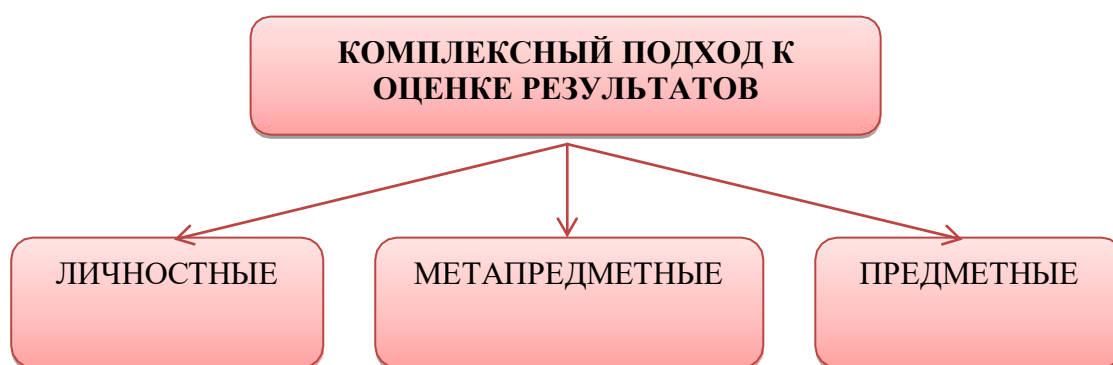 КОМПЛЕКСНЫЙ ПОДХОД К
ОЦЕНКЕ РЕЗУЛЬТАТОВ
ЛИЧНОСТНЫЕ
МЕТАПРЕДМЕТНЫЕ
ПРЕДМЕТНЫЕ